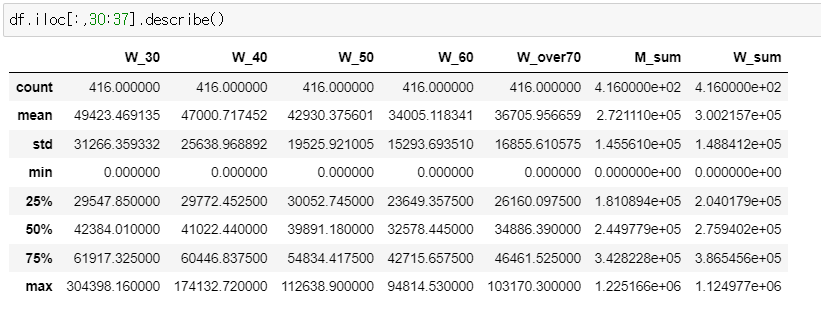 df.iloc[:,30:37].describe()
W_30 W_40 W_50 W_60 W_over70 M_sum W_sum
count 416.000000 416.000000 416.000000 416.000000 416.000000 4.160000e+02 4.160000e+02
mean 49423.469135 47000.717452 42930.375601 34005.118341 36705.956659 2.721110e+05 3.002157e+05
std 31266.359332 25638.968892 19525.921005 15293.693510 16855.610575 1.455610e+05 1.488412e+05
min 0.000000 0.000000 0.000000 0.000000 0.000000 0.000000e+00 0.000000e+00
25% 29547.850000 29772.452500 30052.745000 23649.357500 26160.097500 1.810894e+05 2.040179e+05
50% 42384.010000 41022.440000 39891.180000 32578.445000 34886.390000 2.449779e+05 2.759402e+05
75% 61917.325000 60446.837500 54834.417500 42715.657500 46461.525000 3.428228e+05 3.865456e+05
max 304398.160000 174132.720000 112638.900000 94814.530000 103170.300000 1.225166e+06 1.124977e+06